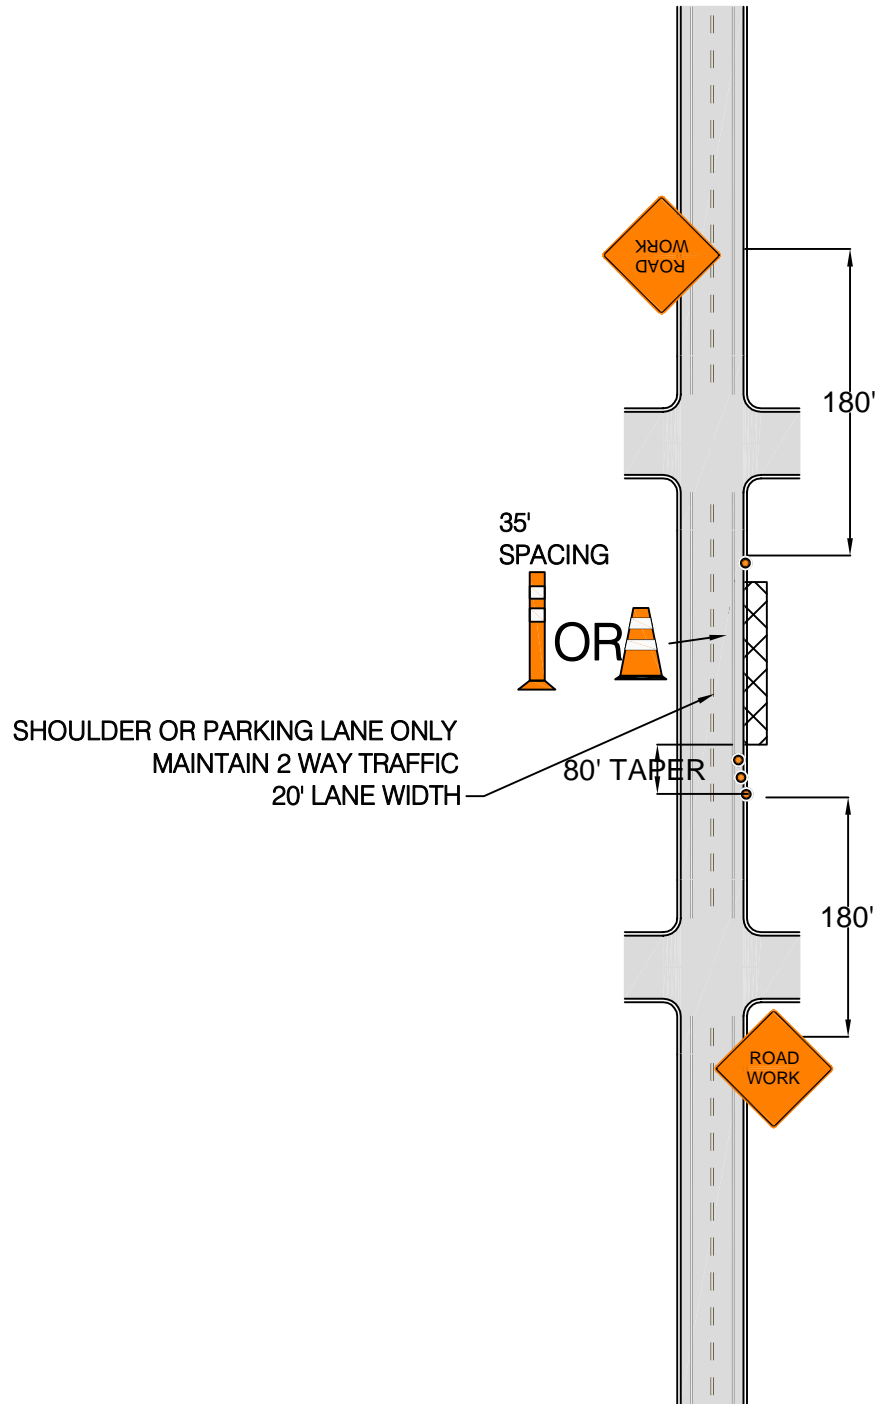 ROAD
WORK
180'
35'
SPACING
OR
SHOULDER OR PARKING LANE ONLY
MAINTAIN 2 WAY TRAFFIC
20' LANE WIDTH
80' TAPER
180'
ROAD
WORK